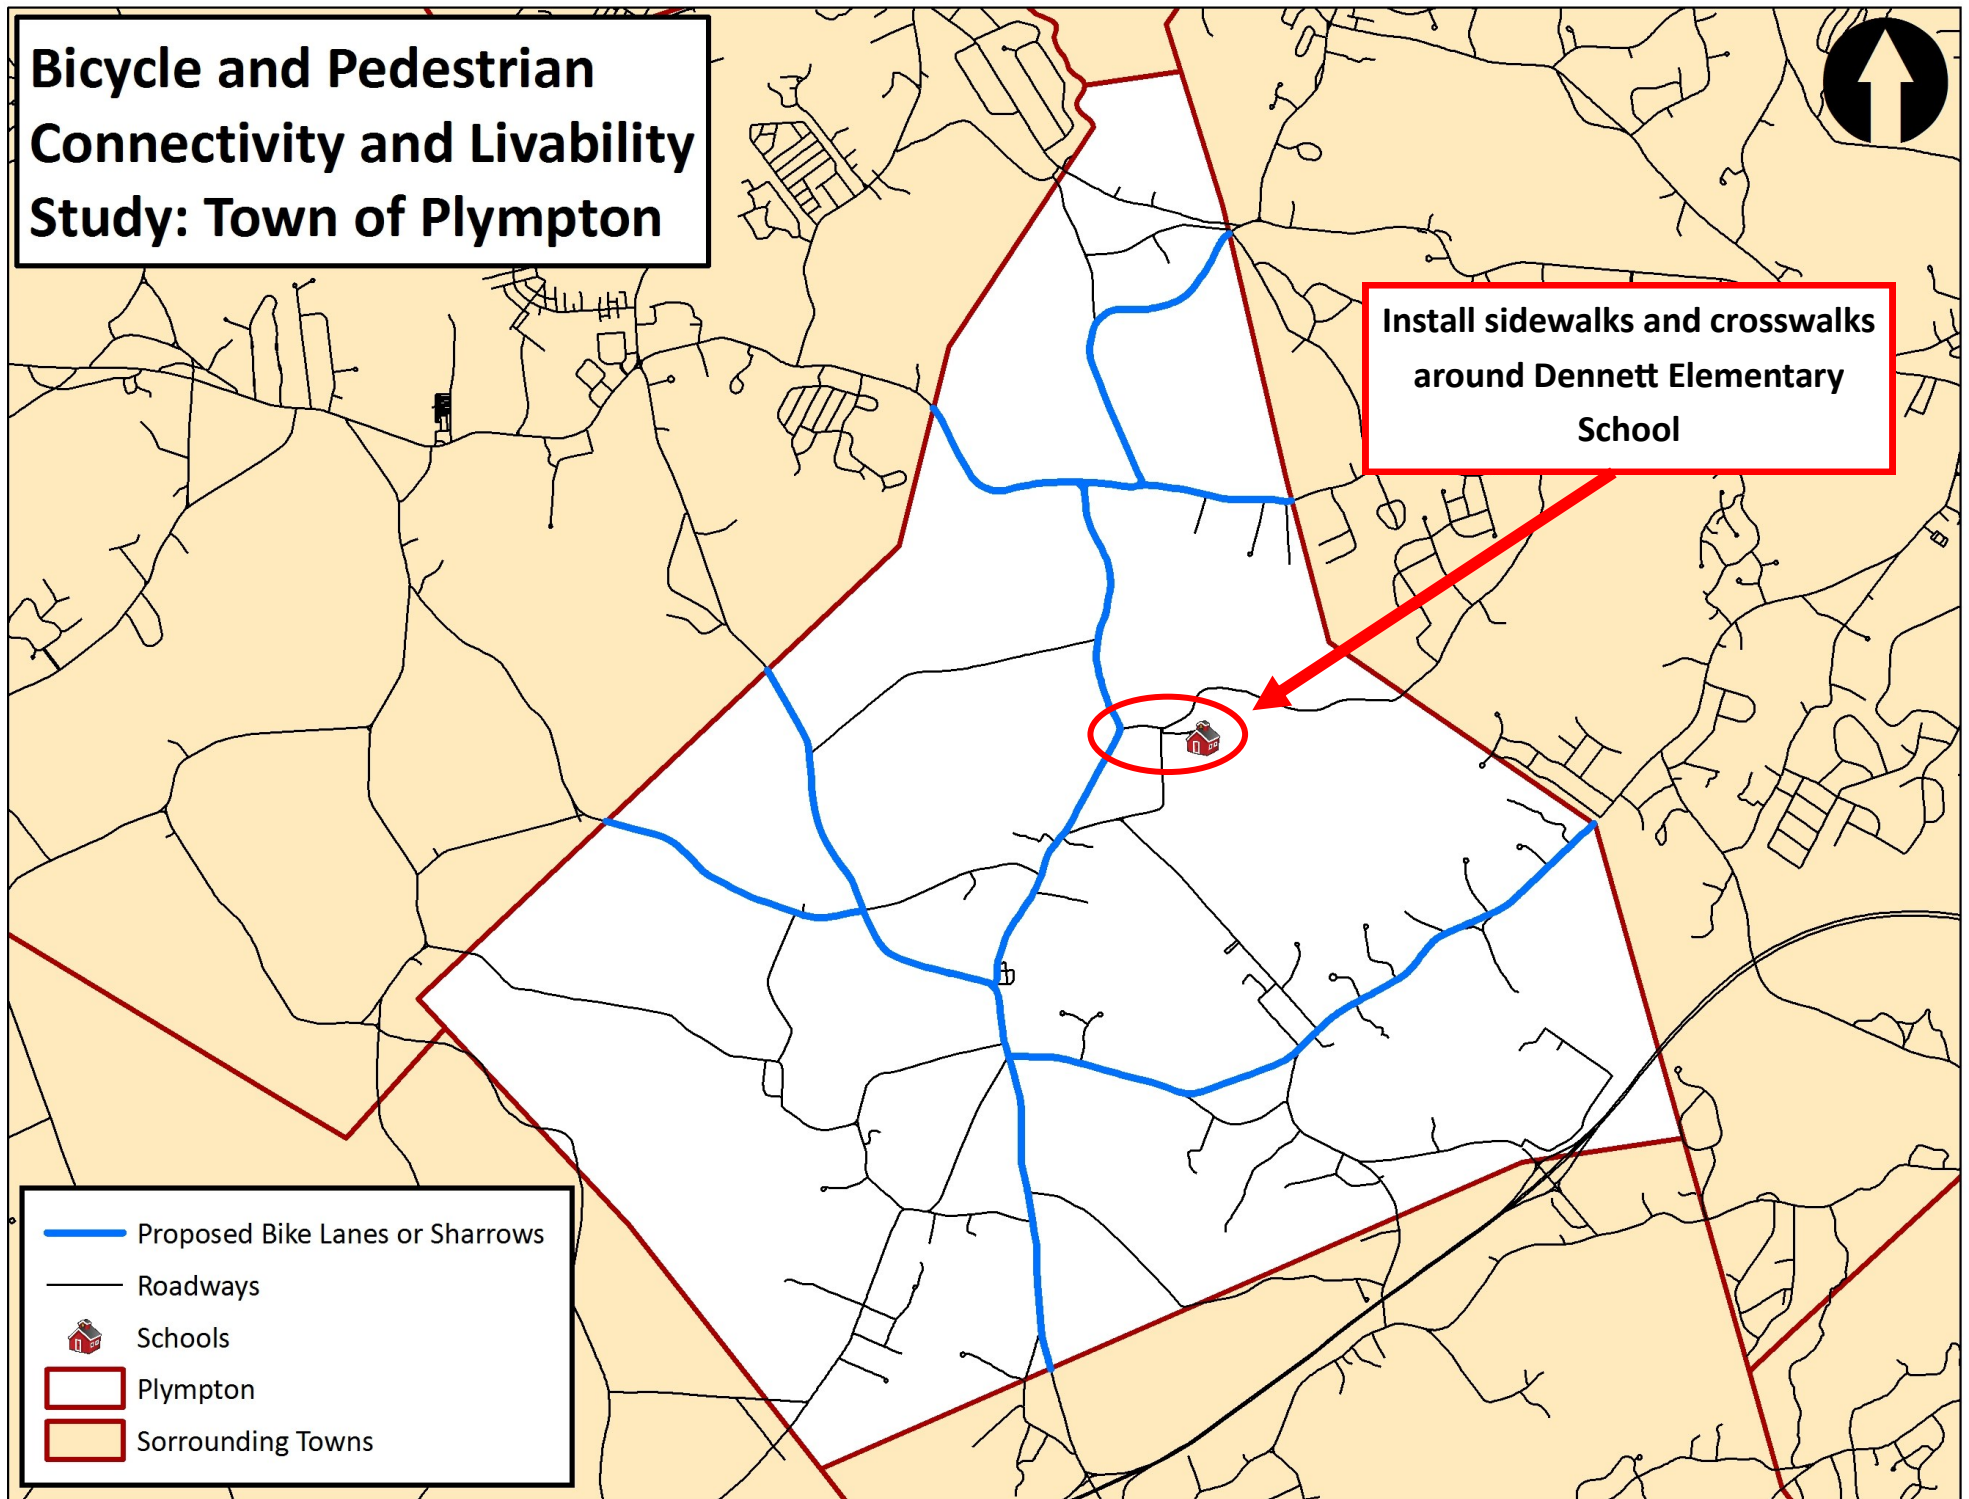 Bicycle and Pedestrian
Connectivity and Livability
Study: Town of Plympton
Install sidewalks and crosswalks
around Dennett Elementary
School
Proposed Bike Lanes or Sharrows
Roadways
Schools
Plympton
Sorrounding Towns